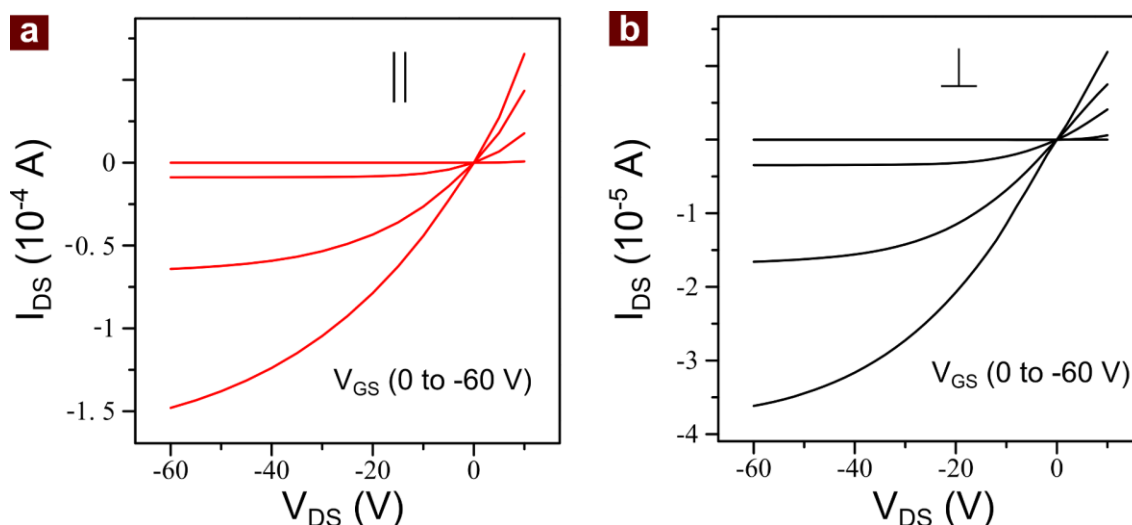 a
||
0
-0.5
-1
-1.5
I_DS (10^-4 A)
V_GS (0 to -60 V)
-60 -40 -20 0
V_DS (V)
b
⊥
-1
-2
-3
-4
I_DS (10^-5 A)
V_GS (0 to -60 V)
-60 -40 -20 0
V_DS (V)